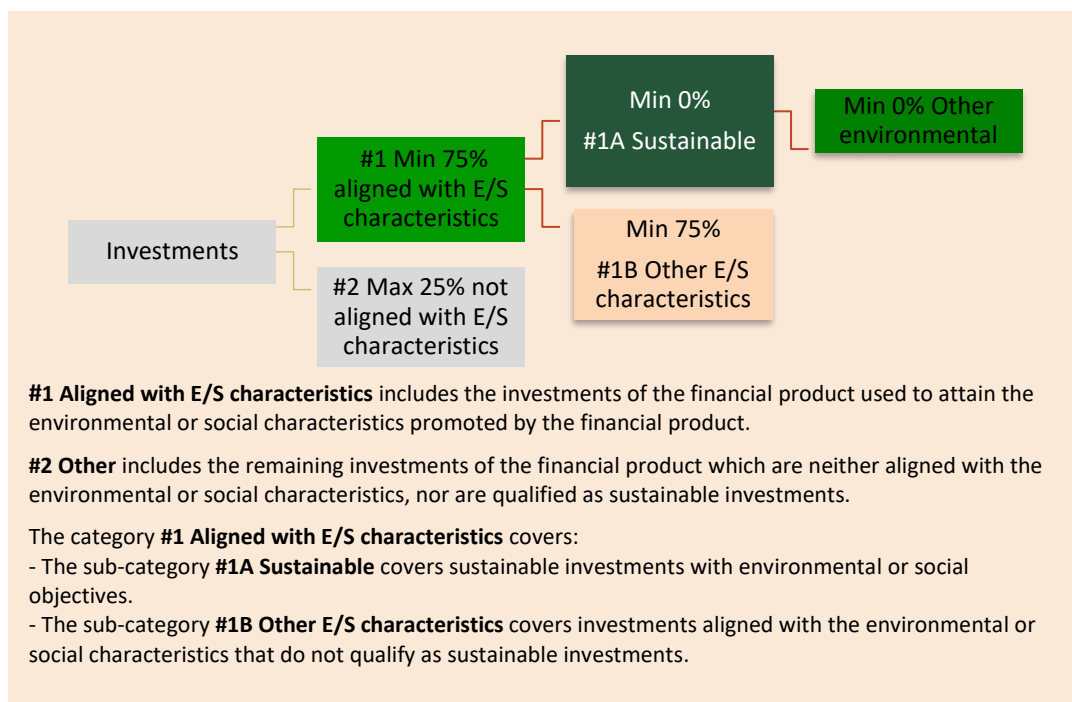 Min 0%
#1A Sustainable
Min 0% Other
environmental
#1 Min 75%
aligned with E/S
characteristics
Investments
Min 75%
#1B Other E/S
characteristics
#2 Max 25% not
aligned with E/S
characteristics
#1 Aligned with E/S characteristics includes the investments of the financial product used to attain the
environmental or social characteristics promoted by the financial product.
#2 Other includes the remaining investments of the financial product which are neither aligned with the
environmental or social characteristics, nor are qualified as sustainable investments.
The category #1 Aligned with E/S characteristics covers:
- The sub-category #1A Sustainable covers sustainable investments with environmental or social
objectives.
- The sub-category #1B Other E/S characteristics covers investments aligned with the environmental or
social characteristics that do not qualify as sustainable investments.